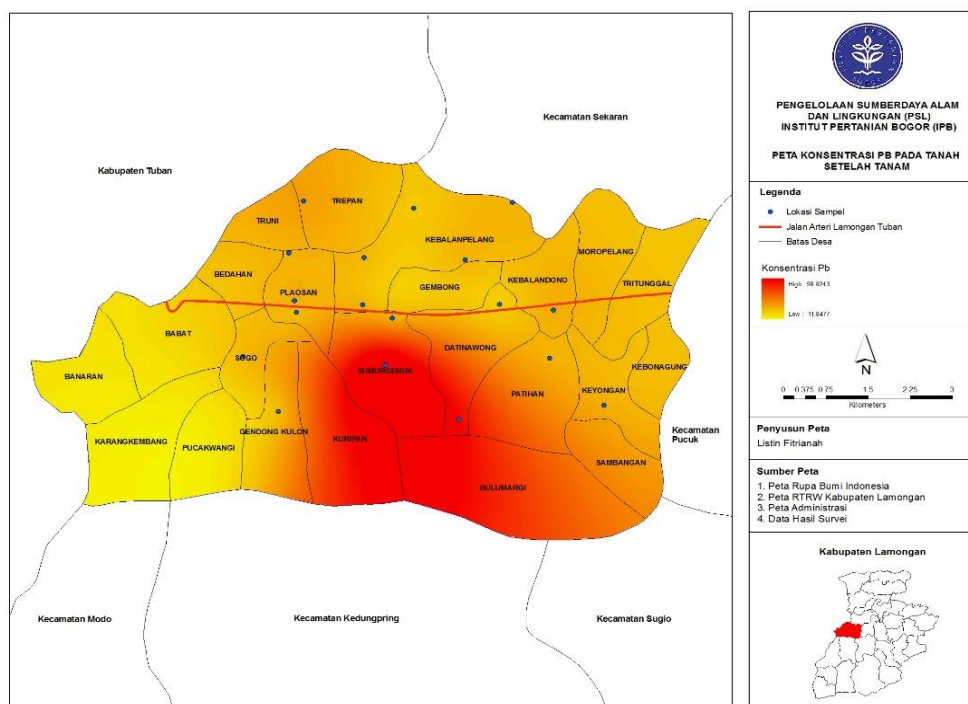 Kecamatan Sekaran
Kabupaten Tuban
TREPAN
TRUNI
KEBALANPELANG
MOROPELANG
BEDAHAN
GEMBONG
KEBALANDONO
TRITUNGGAL
PLAOSAN
BABAT
DATINAWONG
SOGO
SUMURGENUK
KEBONAGUNG
BANARAN
PATIHAN
KEYONGAN
GENDONG KULON
KURIPAN
KARANGKEMBANG
PUCAKWANGI
Kecamatan
Pucuk
SAMBANGAN
BULUMARGI
Kecamatan Modo
Kecamatan Kedungpring
Kecamatan Sugio
INSTITUT PERTANIAN
BOGOR
PENGELOLAAN SUMBERDAYA ALAM
DAN LINGKUNGAN (PSL)
INSTITUT PERTANIAN BOGOR (IPB)
PETA KONSENTRASI PB PADA TANAH
SETELAH TANAM
Legenda
Lokasi Sampel
Jalan Arteri Lamongan Tuban
Batas Desa
Konsentrasi Pb
High
Low :
N
0 0.375 0.75 1.5 2.25 3
Kilometers
Penyusun Peta
Listin Fitrianah
Sumber Peta
1. Peta Rupa Bumi Indonesia
2. Peta RTRW Kabupaten Lamongan
3. Peta Administrasi
4. Data Hasil Survei
Kabupaten Lamongan